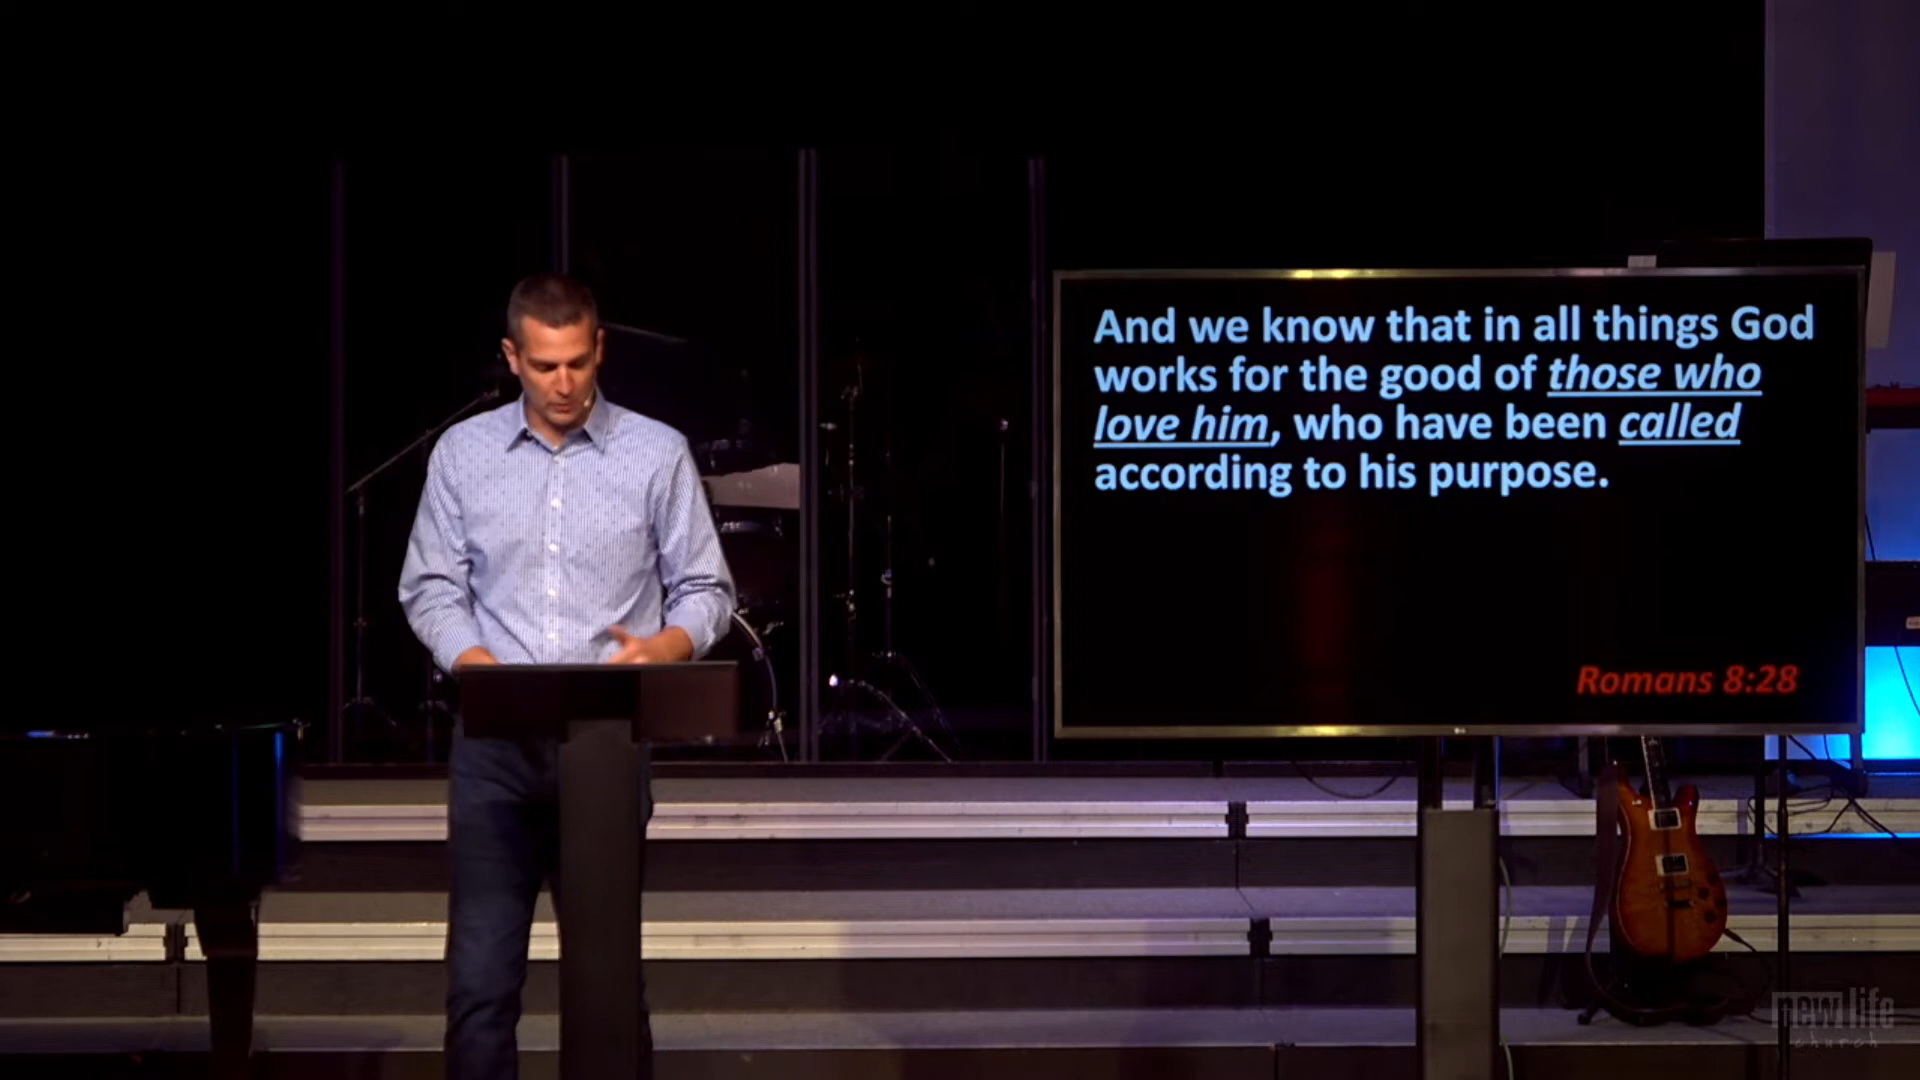 And we know that in all things God
works for the good of those who
love him, who have been called
according to his purpose.
Romans 8:28
new life
church